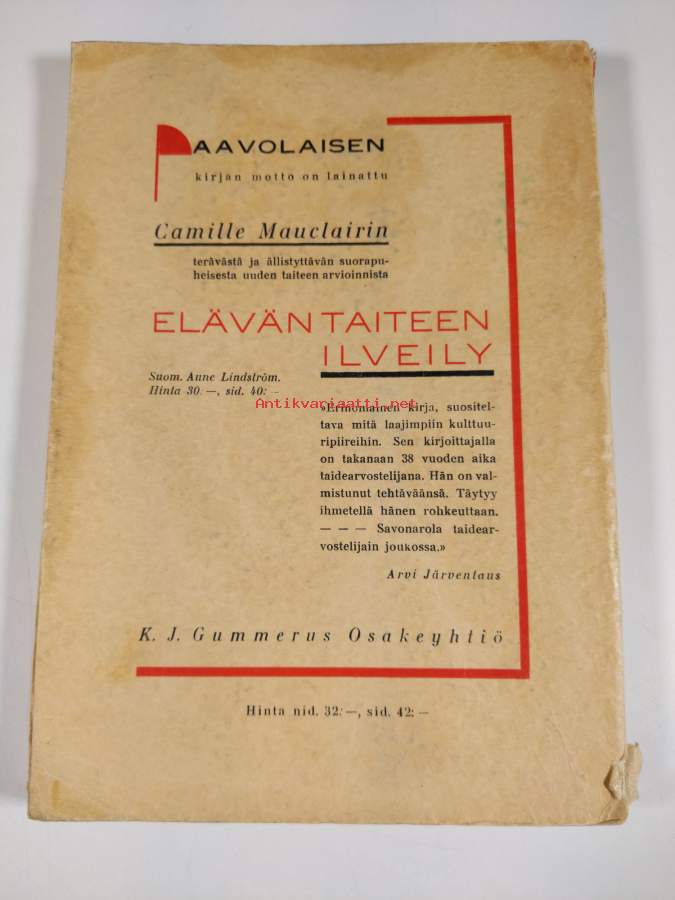 PAAVOLAISEN
kirjan motto on lainattu
Camille Mauclairin
terävästä ja ällistyttävän suorapu-
heisesta uuden taiteen arvioinnista
ELÄVÄN TAITEEN
ILVEILY
Suom. Anne Lindström.
Hinta 30: —, sid. 40: —
Antikvariaatti.net
»Erinomainen kirja, suositel-
tava mitä laajimpiin kulttuu-
ripiireihin. Sen kirjoittajalla
on takanaan 38 vuoden aika
taidearvostelijana. Hän on val-
mistunut tehtäväänsä. Täytyy
ihmetellä hänen rohkeuttaan.
— — — Savonarola taidear-
vostelijain joukossa.»
Arvi Järventaus
K. J. Gummerus Osakeyhtiö
Hinta nid. 32: —, sid. 42: —